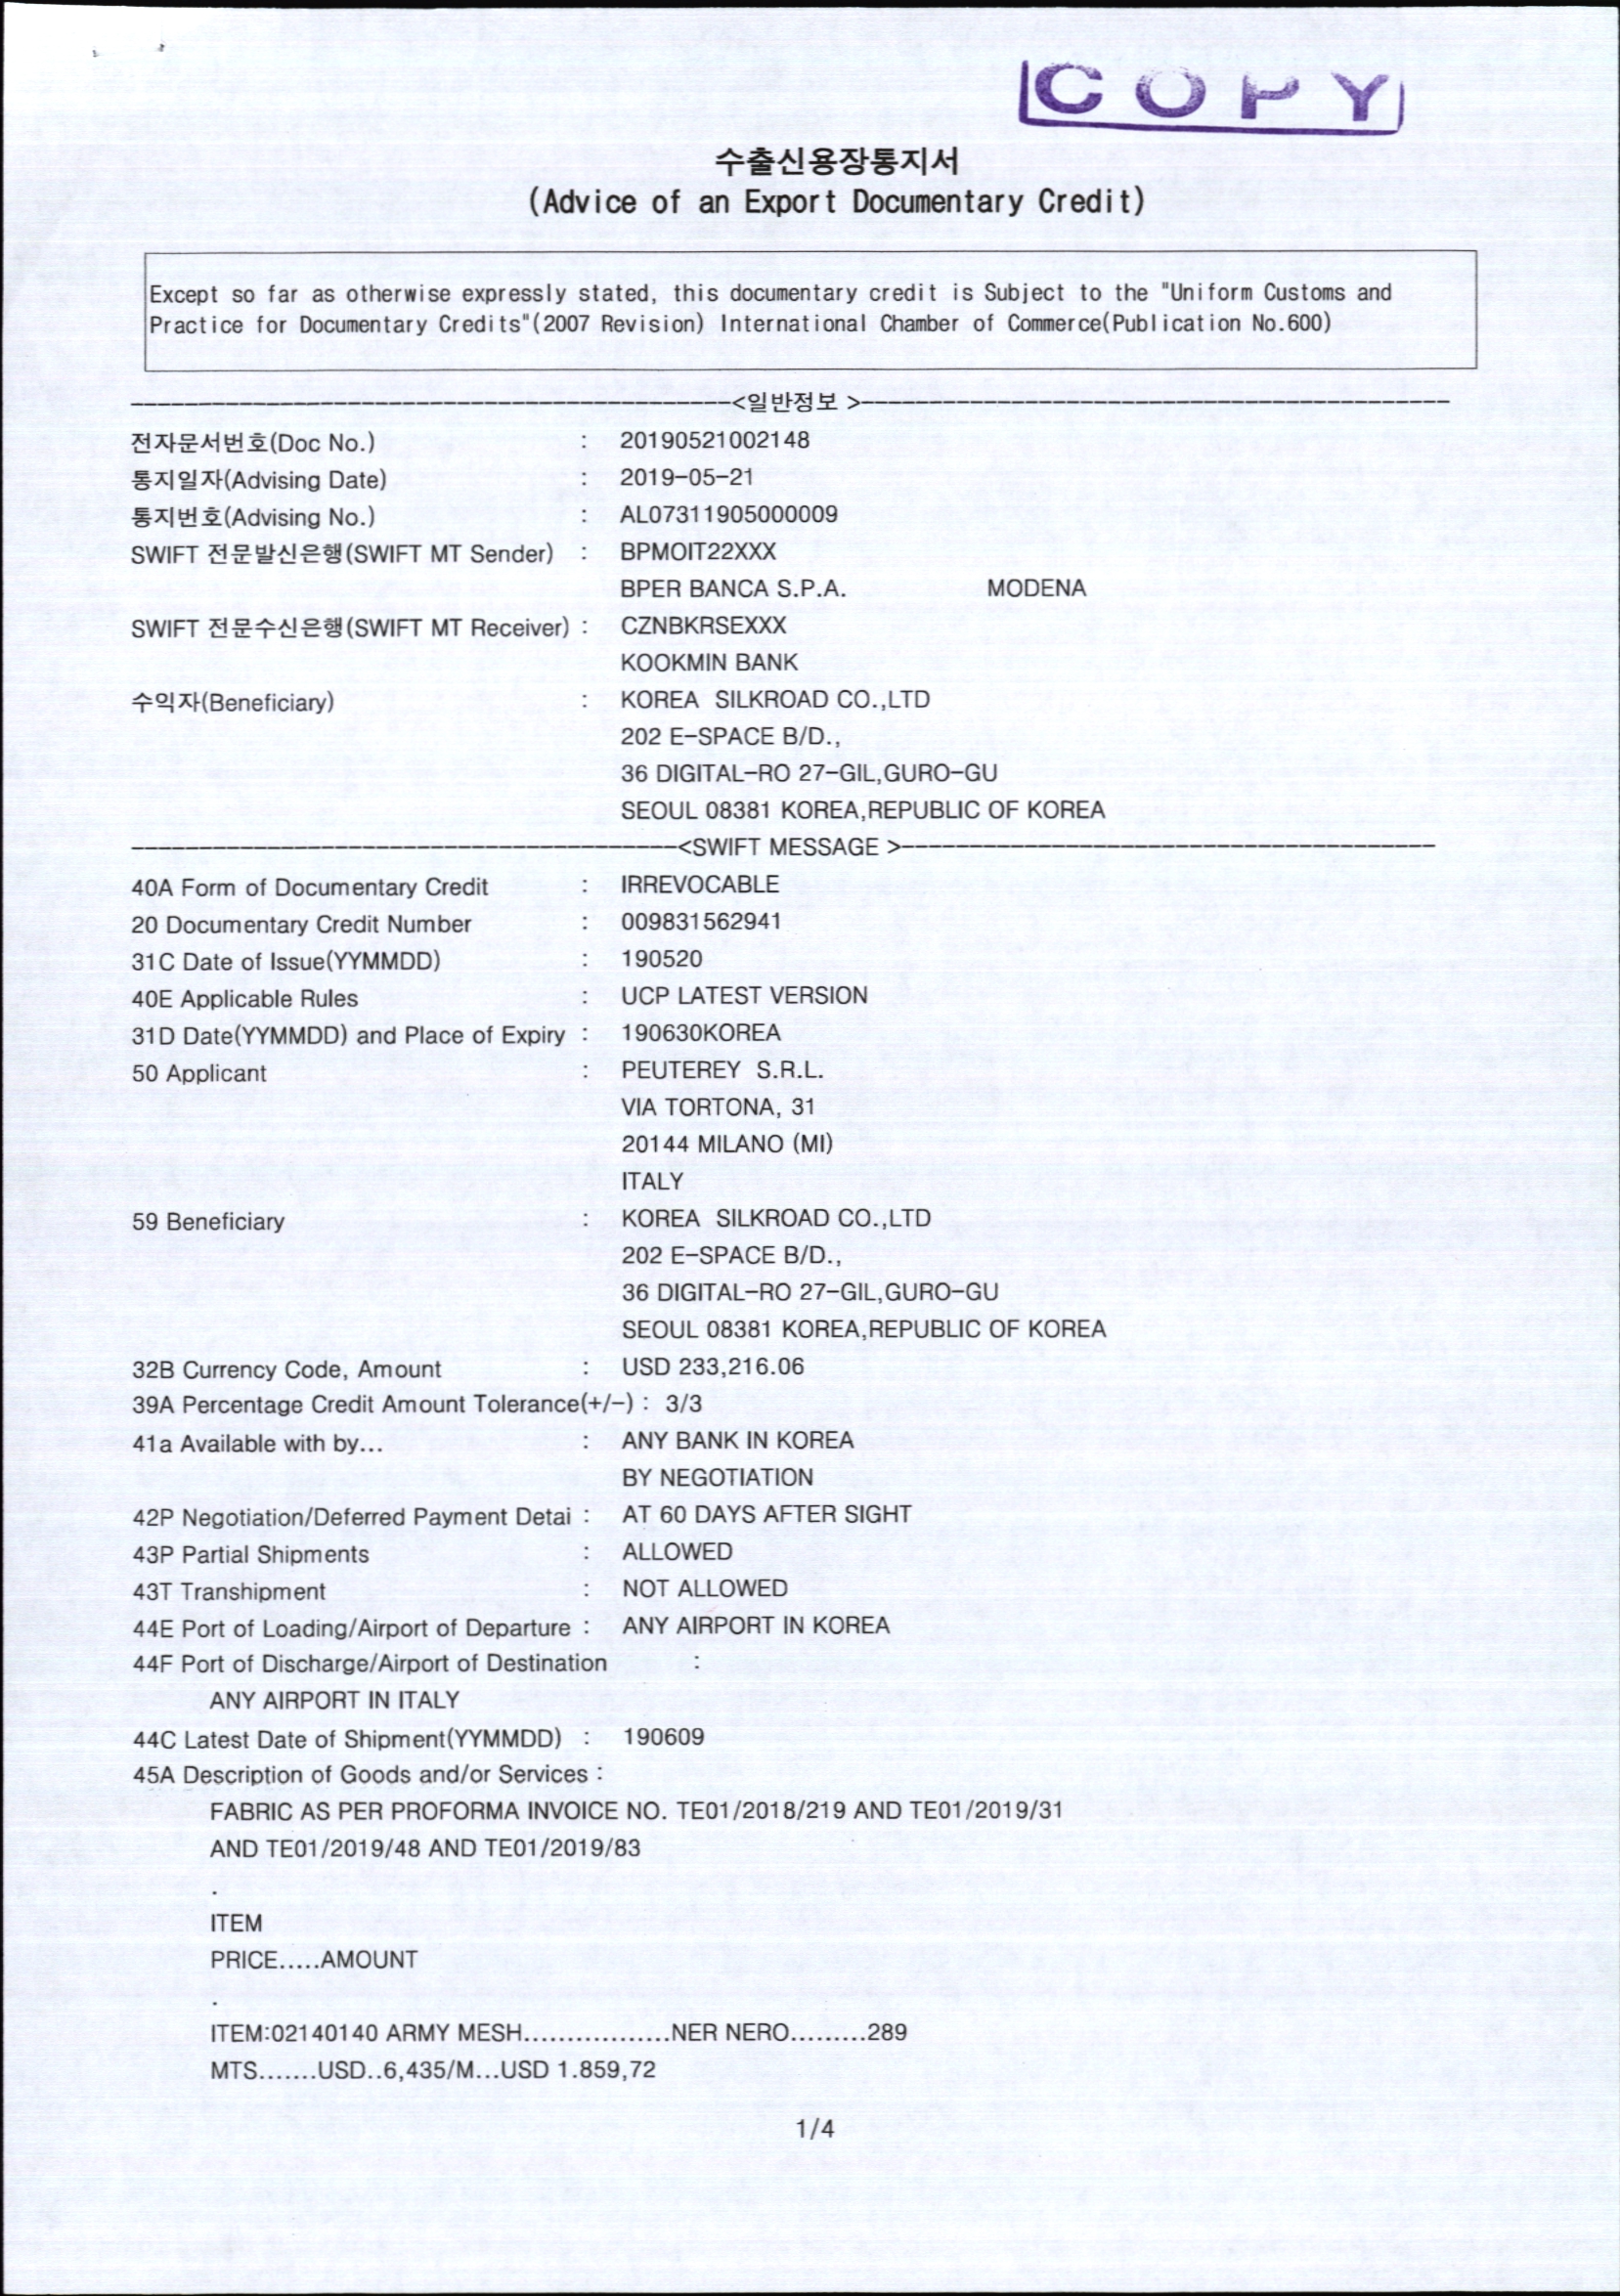 COPY
수출신용장통지서
(Advice of an Export Documentary Credit)
Except so far as otherwise expressly stated, this documentary credit is Subject to the "Uniform Customs and
Practice for Documentary Credits"(2007 Revision) International Chamber of Commerce(Publication No.600)
<일반정보 >
전자문서번호(Doc No.) : 20190521002148
통지일자(Advising Date) : 2019-05-21
통지번호(Advising No.) : AL07311905000009
SWIFT 전문발신은행(SWIFT MT Sender) : BPMOIT22XXX
BPER BANCA S.P.A. MODENA
SWIFT 전문수신은행(SWIFT MT Receiver) : CZNBKRSEXXX
KOOKMIN BANK
수익자(Beneficiary) : KOREA SILKROAD CO.,LTD
202 E-SPACE B/D.,
36 DIGITAL-RO 27-GIL,GURO-GU
SEOUL 08381 KOREA,REPUBLIC OF KOREA
<SWIFT MESSAGE >
40A Form of Documentary Credit : IRREVOCABLE
20 Documentary Credit Number : 009831562941
31C Date of Issue(YYMMDD) : 190520
40E Applicable Rules : UCP LATEST VERSION
31D Date(YYMMDD) and Place of Expiry : 190630KOREA
50 Applicant : PEUTEREY S.R.L.
VIA TORTONA, 31
20144 MILANO (MI)
ITALY
59 Beneficiary : KOREA SILKROAD CO.,LTD
202 E-SPACE B/D.,
36 DIGITAL-RO 27-GIL,GURO-GU
SEOUL 08381 KOREA,REPUBLIC OF KOREA
32B Currency Code, Amount : USD 233,216.06
39A Percentage Credit Amount Tolerance(+/-) : 3/3
41a Available with by... : ANY BANK IN KOREA
BY NEGOTIATION
42P Negotiation/Deferred Payment Detai : AT 60 DAYS AFTER SIGHT
43P Partial Shipments : ALLOWED
43T Transhipment : NOT ALLOWED
44E Port of Loading/Airport of Departure : ANY AIRPORT IN KOREA
44F Port of Discharge/Airport of Destination :
ANY AIRPORT IN ITALY
44C Latest Date of Shipment(YYMMDD) : 190609
45A Description of Goods and/or Services :
FABRIC AS PER PROFORMA INVOICE NO. TE01/2018/219 AND TE01/2019/31
AND TE01/2019/48 AND TE01/2019/83
.
ITEM
PRICE.....AMOUNT
.
ITEM:02140140 ARMY MESH.................NER NERO.........289
MTS.......USD..6,435/M...USD 1.859,72
1/4